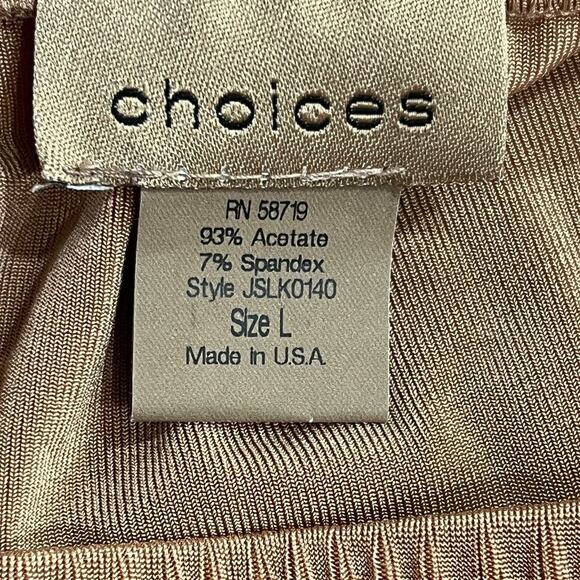 choices
RN 58719
93% Acetate
7% Spandex
Style JSLK0140
Size L
Made in U.S.A.